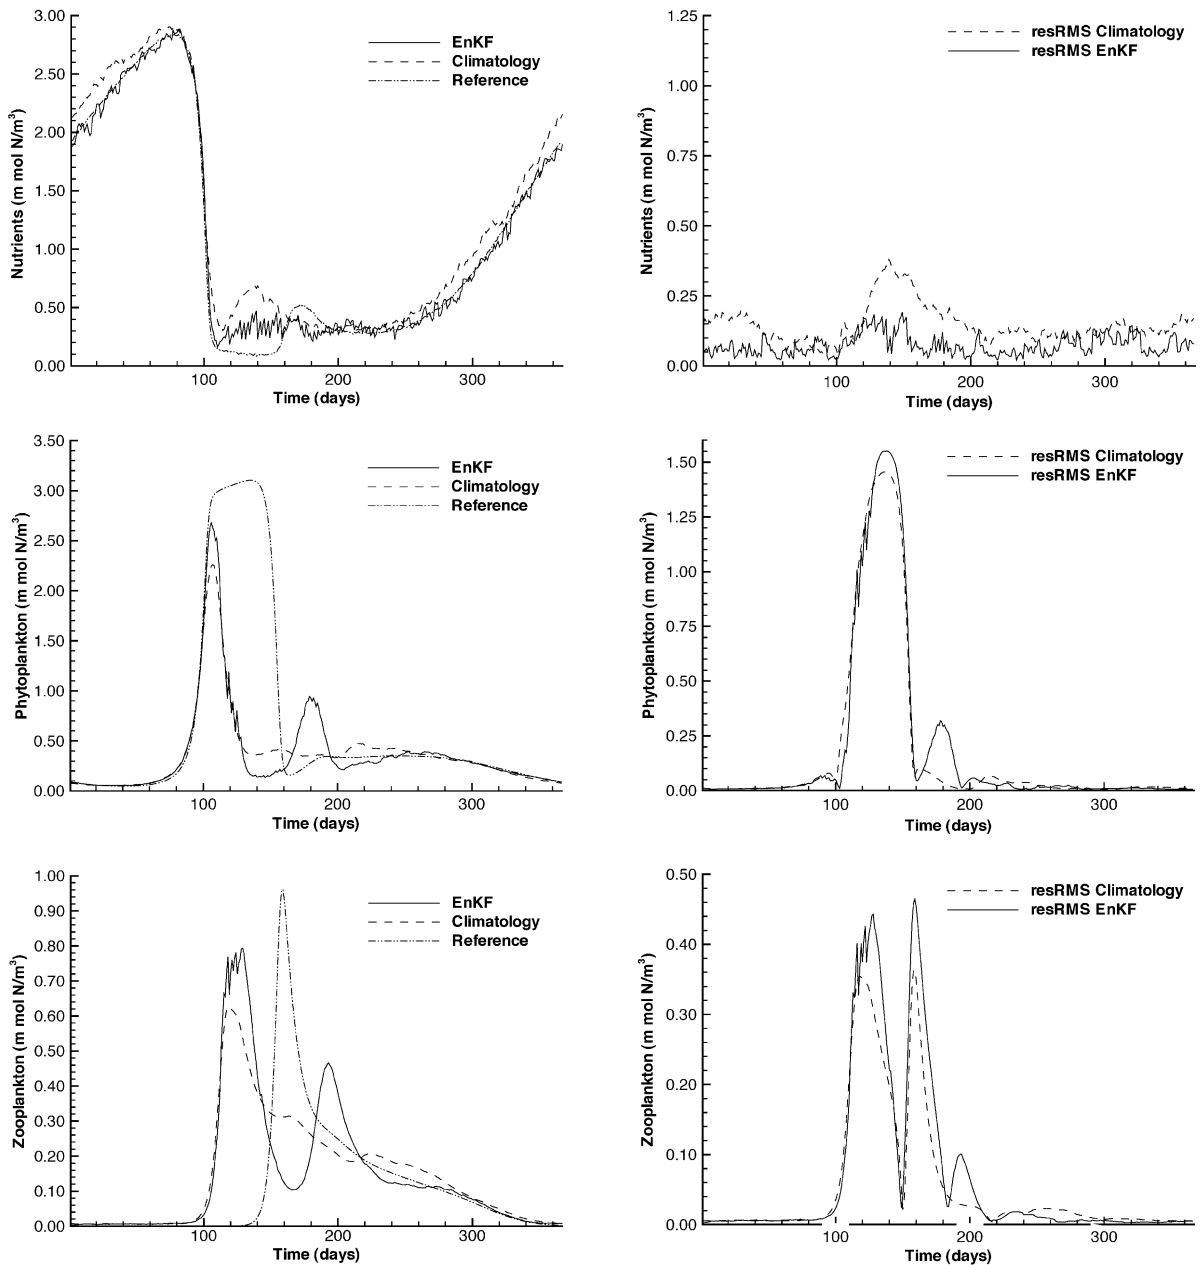 3.00
2.50
2.00
1.50
1.00
0.50
0.00
Nutrients (m mol N/m³)
EnKF
Climatology
Reference
100
200
300
Time (days)
1.25
1.00
0.75
0.50
0.25
0.00
Nutrients (m mol N/m³)
resRMS Climatology
resRMS EnKF
100
200
300
Time (days)
3.50
3.00
2.50
2.00
1.50
1.00
0.50
0.00
Phytoplankton (m mol N/m³)
EnKF
Climatology
Reference
100
200
300
Time (days)
1.50
1.25
1.00
0.75
0.50
0.25
0.00
Phytoplankton (m mol N/m³)
resRMS Climatology
resRMS EnKF
100
200
300
Time (days)
1.00
0.90
0.80
0.70
0.60
0.50
0.40
0.30
0.20
0.10
0.00
Zooplankton (m mol N/m³)
EnKF
Climatology
Reference
100
200
300
Time (days)
0.50
0.40
0.30
0.20
0.10
0.00
Zooplankton (m mol N/m³)
resRMS Climatology
resRMS EnKF
100
200
300
Time (days)